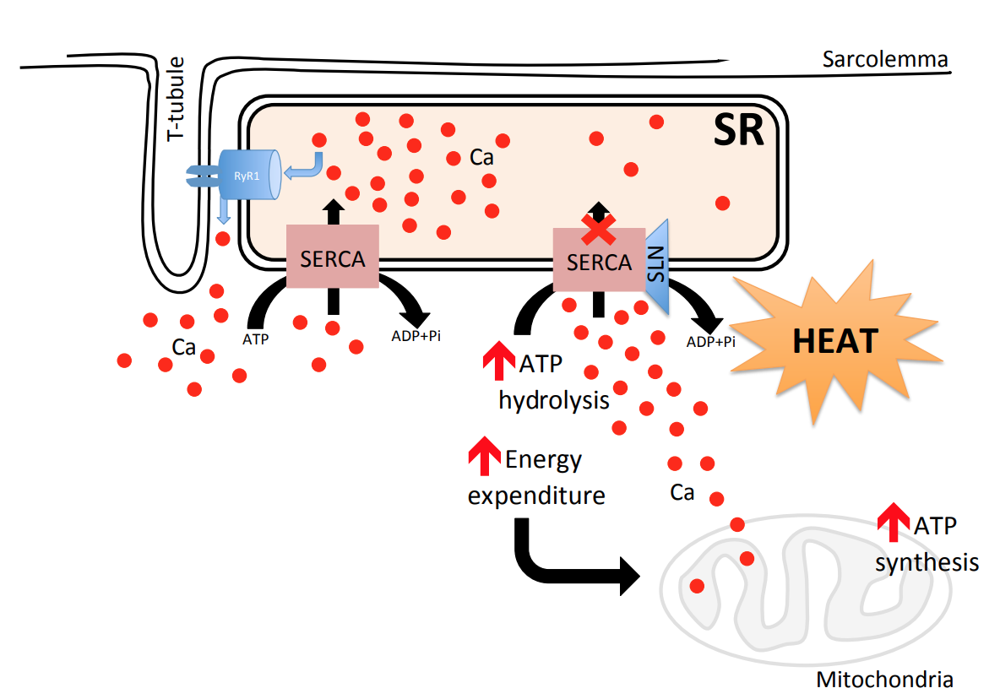 Sarcolemma
T-tubule
SR
RyR1
Ca
SERCA
SERCA
SLN
ATP
ADP+Pi
Ca
ADP+Pi
HEAT
ATP
hydrolysis
Energy
expenditure
Ca
ATP
synthesis
Mitochondria